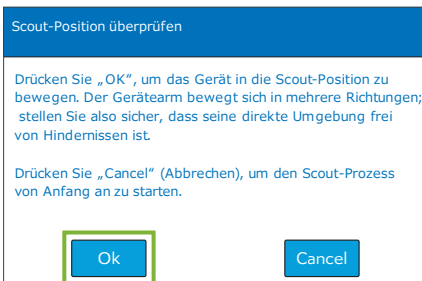 Scout-Position überprüfen
Drücken Sie „OK“, um das Gerät in die Scout-Position zu
bewegen. Der Gerätearm bewegt sich in mehrere Richtungen;
stellen Sie also sicher, dass seine direkte Umgebung frei
von Hindernissen ist.
Drücken Sie „Cancel“ (Abbrechen), um den Scout-Prozess
von Anfang an zu starten.
Ok Cancel